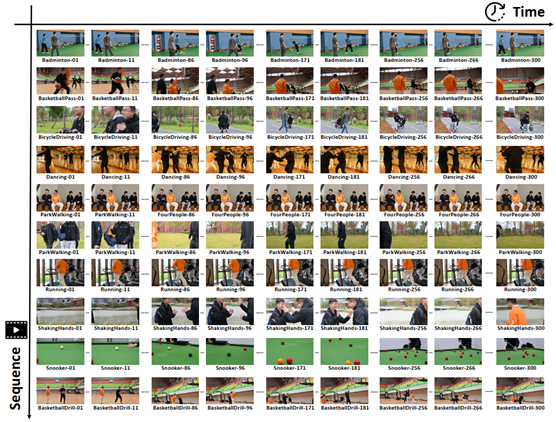 Time
Badminton-01 Badminton-11 Badminton-86 Badminton-96 Badminton-171 Badminton-181 Badminton-256 Badminton-266 Badminton-300
BasketballPass-01 BasketballPass-11 BasketballPass-86 BasketballPass-96 BasketballPass-171 BasketballPass-181 BasketballPass-256 BasketballPass-266 BasketballPass-300
BicycleDriving-01 BicycleDriving-11 BicycleDriving-86 BicycleDriving-96 BicycleDriving-171 BicycleDriving-181 BicycleDriving-256 BicycleDriving-266 BicycleDriving-300
Dancing-01 Dancing-11 Dancing-86 Dancing-96 Dancing-171 Dancing-181 Dancing-256 Dancing-266 Dancing-300
ParkWalking-01 ParkWalking-11 FourPeople-86 FourPeople-96 FourPeople-171 FourPeople-181 FourPeople-256 FourPeople-266 FourPeople-300
ParkWalking-01 ParkWalking-11 ParkWalking-86 ParkWalking-96 ParkWalking-171 ParkWalking-181 ParkWalking-256 ParkWalking-266 ParkWalking-300
Running-01 Running-11 Running-86 Running-96 Running-171 Running-181 Running-256 Running-266 Running-300
ShakingHands-01 ShakingHands-11 ShakingHands-86 ShakingHands-96 ShakingHands-171 ShakingHands-181 ShakingHands-256 ShakingHands-266 ShakingHands-300
Snooker-01 Snooker-11 Snooker-86 Snooker-96 Snooker-171 Snooker-181 Snooker-256 Snooker-266 Snooker-300
BasketballDrill-01 BasketballDrill-11 BasketballDrill-86 BasketballDrill-96 BasketballDrill-171 BasketballDrill-181 BasketballDrill-256 BasketballDrill-266 BasketballDrill-300
Sequence